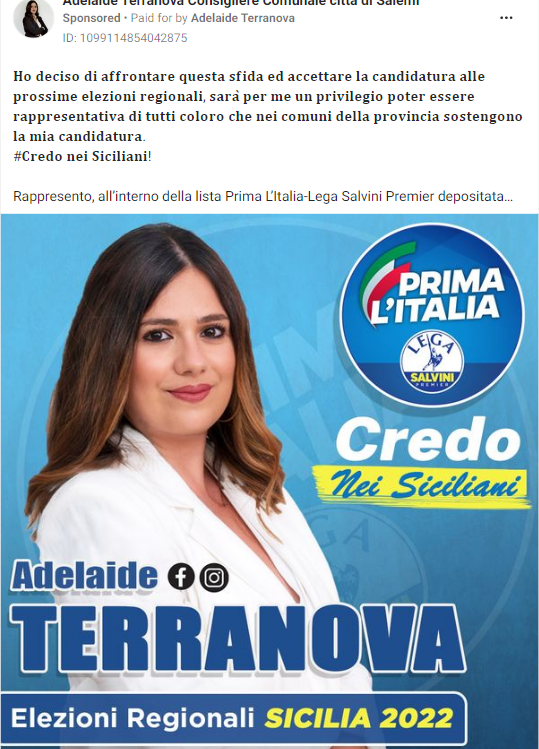 Adelaide Terranova Consigliere Comunale città di Salemi
Sponsored • Paid for by Adelaide Terranova
ID: 1099114854042875
Ho deciso di affrontare questa sfida ed accettare la candidatura alle
prossime elezioni regionali, sarà per me un privilegio poter essere
rappresentativa di tutti coloro che nei comuni della provincia sostengono
la mia candidatura.
#Credo nei Siciliani!
Rappresento, all'interno della lista Prima L'Italia-Lega Salvini Premier depositata...
PRIMA
L'ITALIA
LEGA
SALVINI
PREMIER
Credo
Nei Siciliani
Adelaide
TERRANOVA
Elezioni Regionali SICILIA 2022